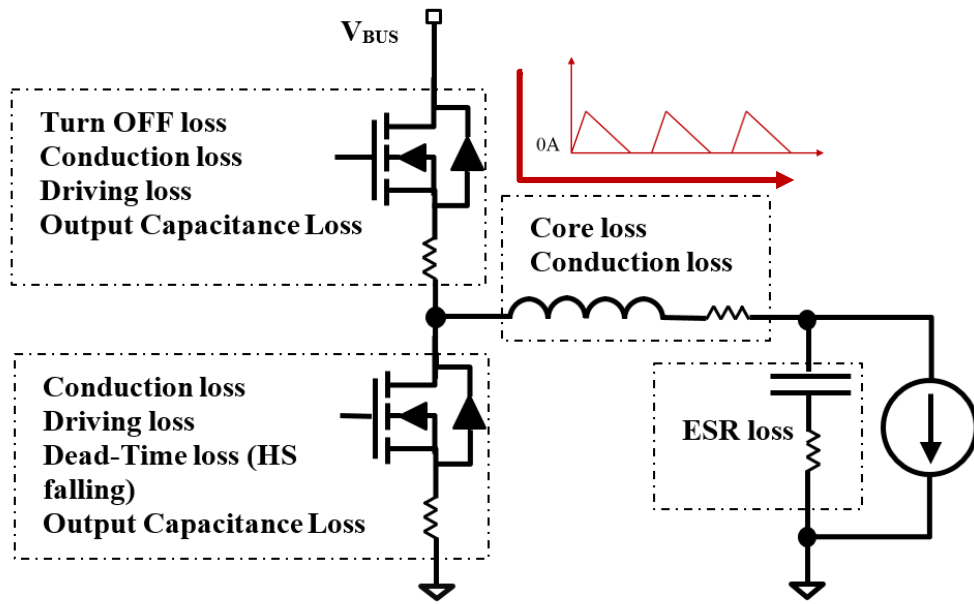 V_BUS
Turn OFF loss
Conduction loss
Driving loss
Output Capacitance Loss
0A
Core loss
Conduction loss
Conduction loss
Driving loss
Dead-Time loss (HS
falling)
Output Capacitance Loss
ESR loss